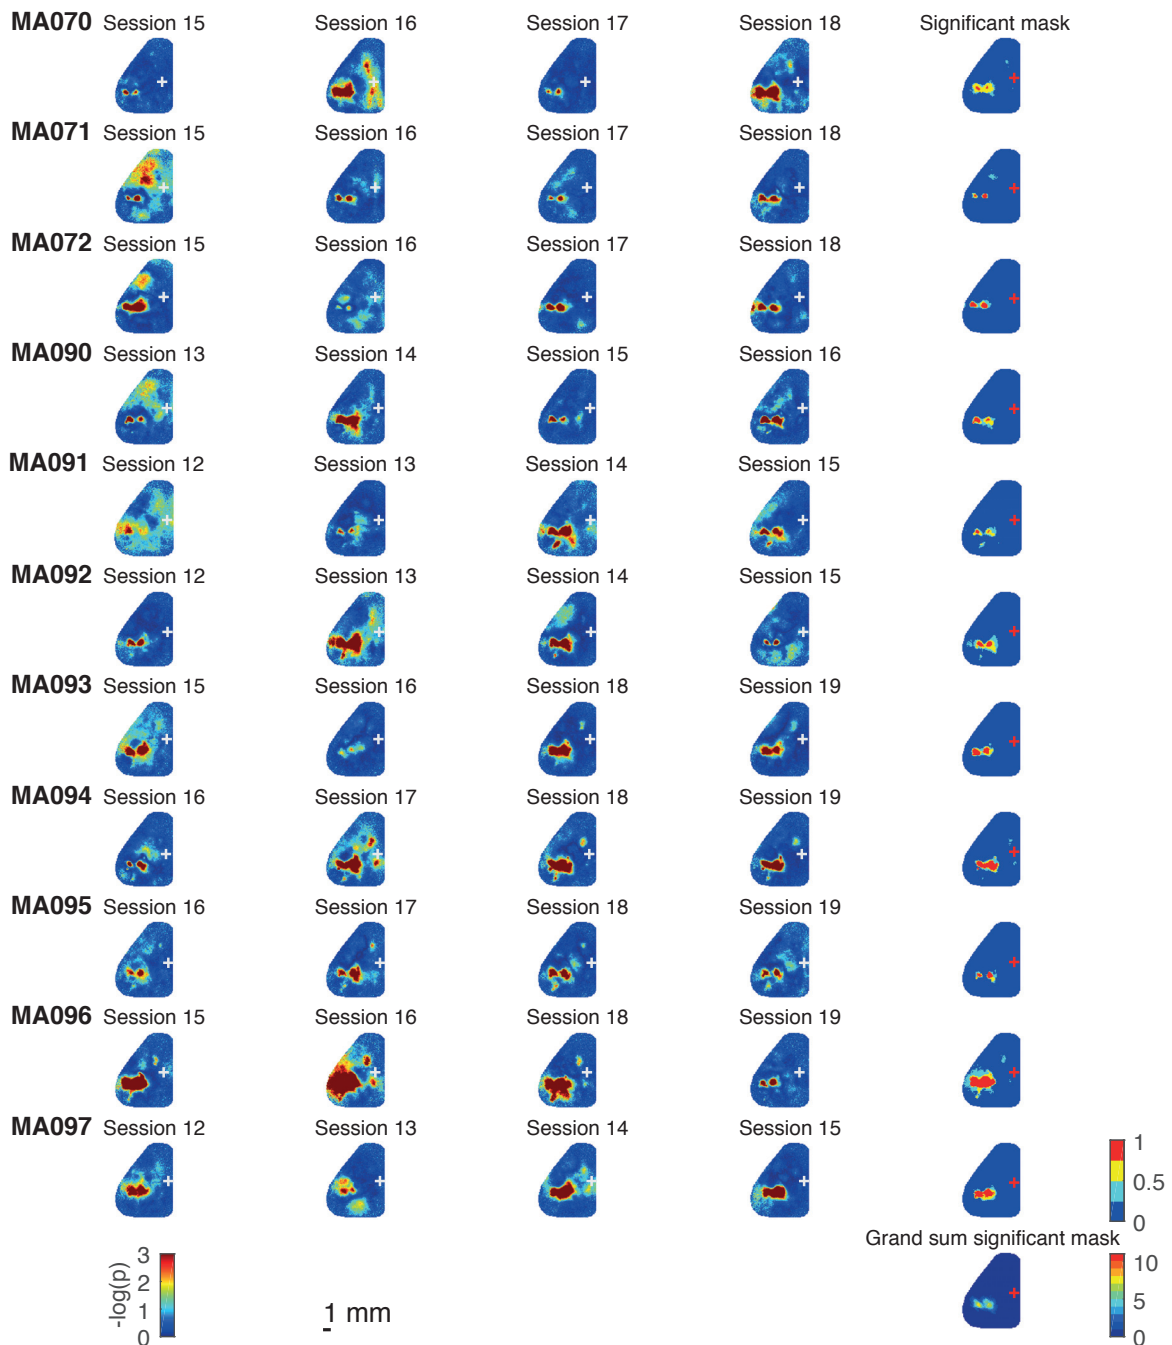 MA070 Session 15 Session 16 Session 17 Session 18 Significant mask
MA071 Session 15 Session 16 Session 17 Session 18
MA072 Session 15 Session 16 Session 17 Session 18
MA090 Session 13 Session 14 Session 15 Session 16
MA091 Session 12 Session 13 Session 14 Session 15
MA092 Session 12 Session 13 Session 14 Session 15
MA093 Session 15 Session 16 Session 18 Session 19
MA094 Session 16 Session 17 Session 18 Session 19
MA095 Session 16 Session 17 Session 18 Session 19
MA096 Session 15 Session 16 Session 18 Session 19
MA097 Session 12 Session 13 Session 14 Session 15
1
0.5
0
Grand sum significant mask
-log(p)
3
2
1
0
1 mm
10
5
0